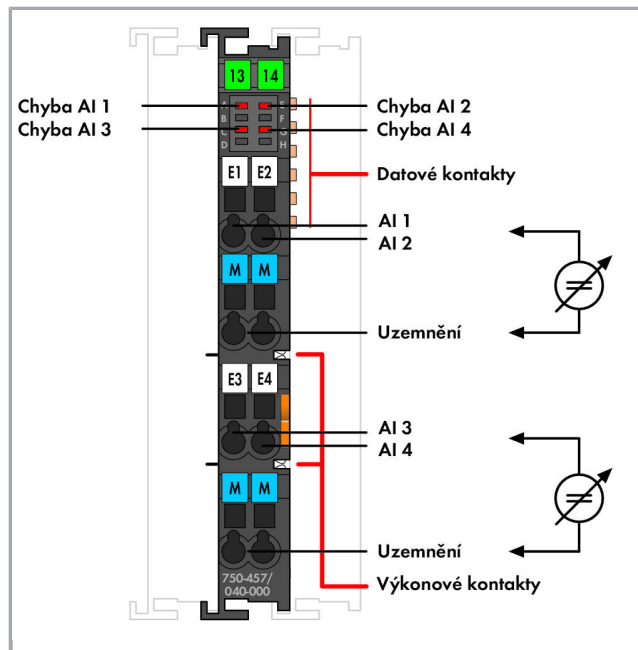 13 14
Chyba AI 1
A E
Chyba AI 2
B F
Chyba AI 3
C G
Chyba AI 4
D H
E1 E2
Datové kontakty
AI 1
AI 2
M M
Uzemnění
E3 E4
AI 3
AI 4
M M
Uzemnění
750-457/
040-000
Výkonové kontakty